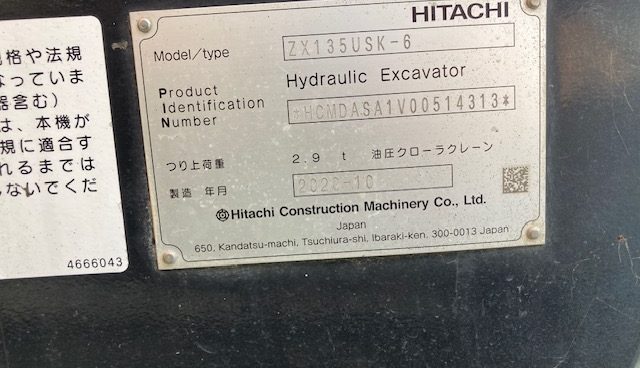 HITACHI
Model/type ZX135USK-6
Hydraulic Excavator
Product
Identification
Number *HCMDASA1V00514313*
つり上荷重 2.9 t 油圧クローラクレーン
製造 年月 2020-10
Hitachi Construction Machinery Co., Ltd.
Japan
650, Kandatsu-machi, Tsuchiura-shi, Ibaraki-ken, 300-0013 Japan
格や法規
なっていま
器含む)
は、本機が
規に適合す
れるまでは
ないでくだ
4666043